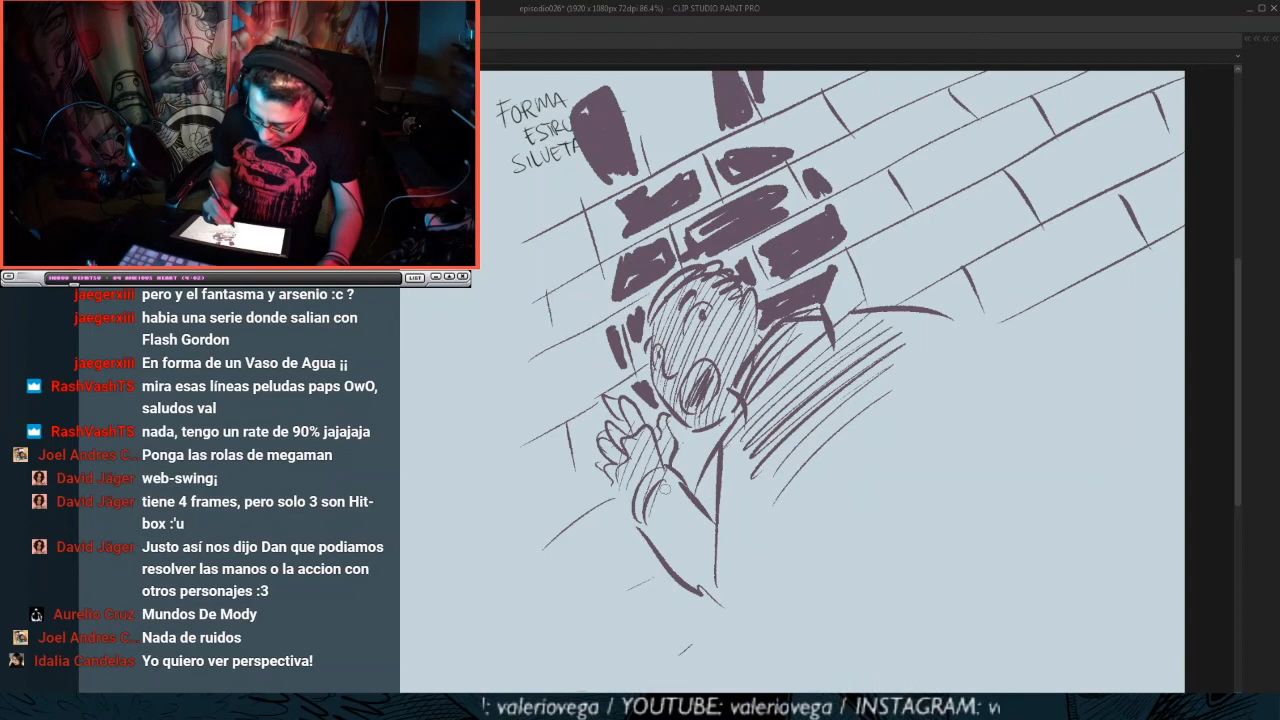 episodio026* (1920 x 1080px 72dpi 86.4%) - CLIP STUDIO PAINT PRO
FORMA
ESTRU
SILUETA
LIST
jaegerxiii pero y el fantasma y arsenio :c ?
jaegerxiii habia una serie donde salian con
Flash Gordon
jaegerxiii En forma de un Vaso de Agua ¡¡
RashVashTS mira esas líneas peludas paps OwO,
saludos val
RashVashTS nada, tengo un rate de 90% jajajaja
Joel Andres C... Ponga las rolas de megaman
David Jäger web-swing¡
David Jäger tiene 4 frames, pero solo 3 son Hit-
box :'u
David Jäger Justo así nos dijo Dan que podiamos
resolver las manos o la accion con
otros personajes :3
Aurelio Cruz Mundos De Mody
Joel Andres C... Nada de ruidos
Idalia Candelas Yo quiero ver perspectiva!
!: valeriovega / YOUTUBE: valeriovega / INSTAGRAM: v